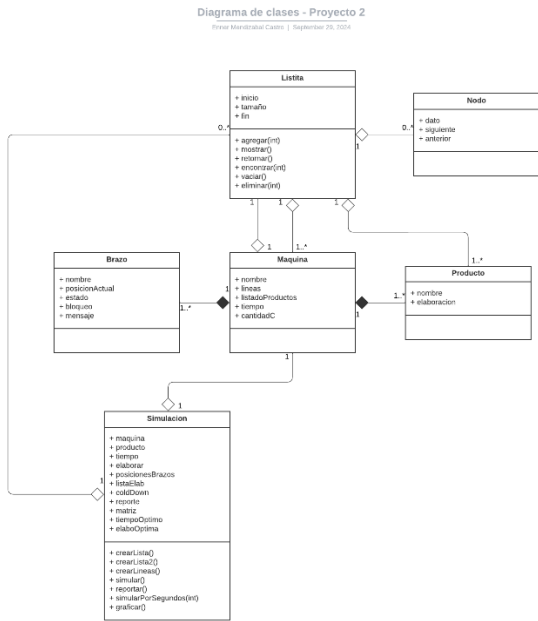 Diagrama de clases - Proyecto 2
Enner Mendizabal Castro | September 29, 2024
Listita
+ inicio
+ tamaño
+ fin
+ agregar(int)
+ mostrar()
+ retornar()
+ encontrar(int)
+ vaciar()
+ eliminar(int)
Nodo
+ dato
+ siguiente
+ anterior
0..*
1
0..*
1
1
1
1
1..*
1..*
Brazo
+ nombre
+ posicionActual
+ estado
+ bloqueo
+ mensaje
Maquina
+ nombre
+ lineas
+ listadoProductos
+ tiempo
+ cantidadC
Producto
+ nombre
+ elaboracion
1
1..*
1..*
1
1
1
Simulacion
+ maquina
+ producto
+ tiempo
+ elaborar
+ posicionesBrazos
+ listaElab
+ coldDown
+ reporte
+ matriz
+ tiempoOptimo
+ elaboOptima
+ crearLista()
+ crearLista2()
+ crearLineas()
+ simular()
+ reportar()
+ simularPorSegundos(int)
+ graficar()
1